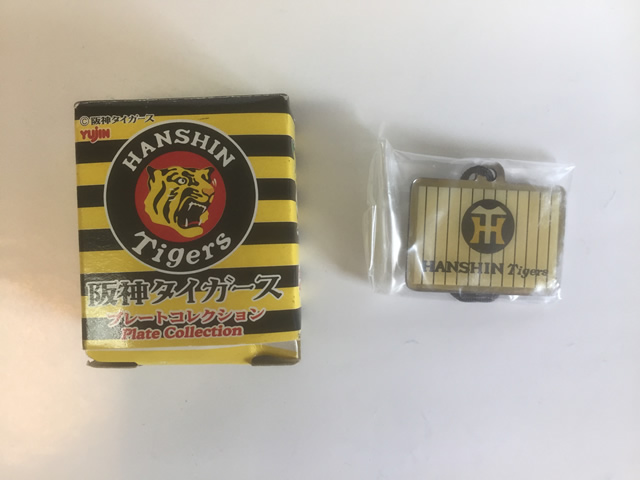 ©阪神タイガース
YUJIN
HANSHIN
Tigers
阪神タイガース
プレートコレクション
Plate Collection
TH
HANSHIN Tigers